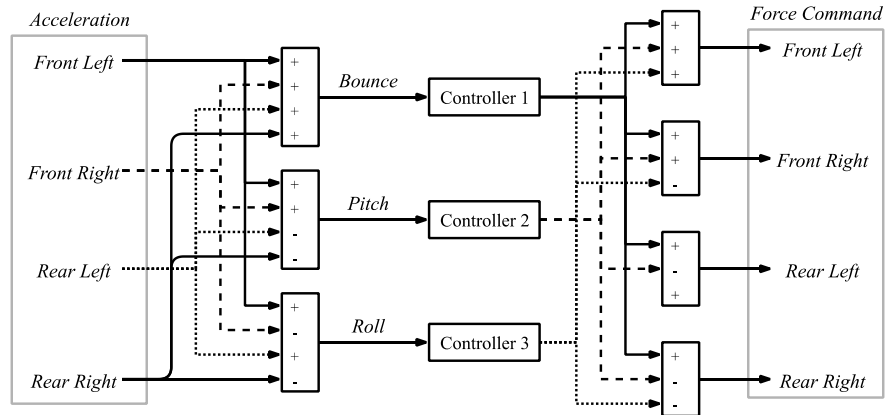 Acceleration
Force Command
Front Left
Front Right
Rear Left
Rear Right
+
+
+
+
+
+
-
-
+
-
+
-
Bounce
Pitch
Roll
Controller 1
Controller 2
Controller 3
+
+
+
+
+
-
+
-
+
+
-
-
Front Left
Front Right
Rear Left
Rear Right